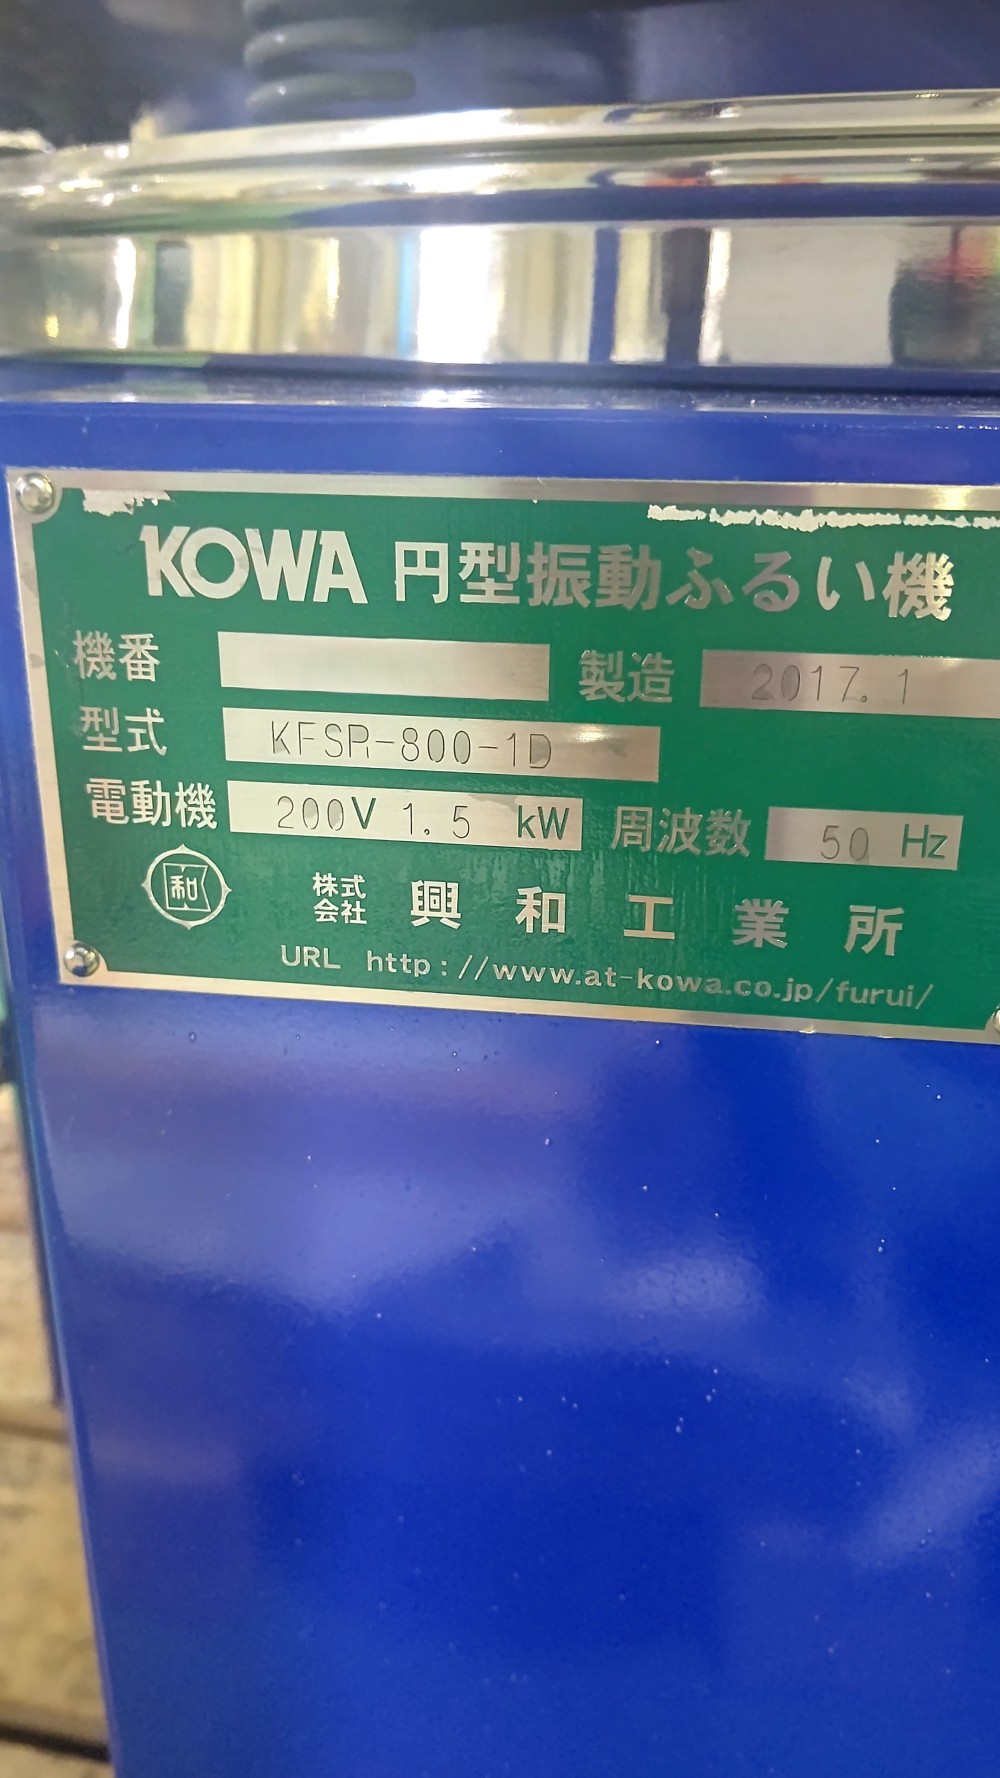 KOWA 円型振動ふるい機
機番 製造 2017.1
型式 KFSR-800-1D
電動機 200V 1.5 kW 周波数 50 Hz
和 株式会社 興和工業所
URL http://www.at-kowa.co.jp/furui/